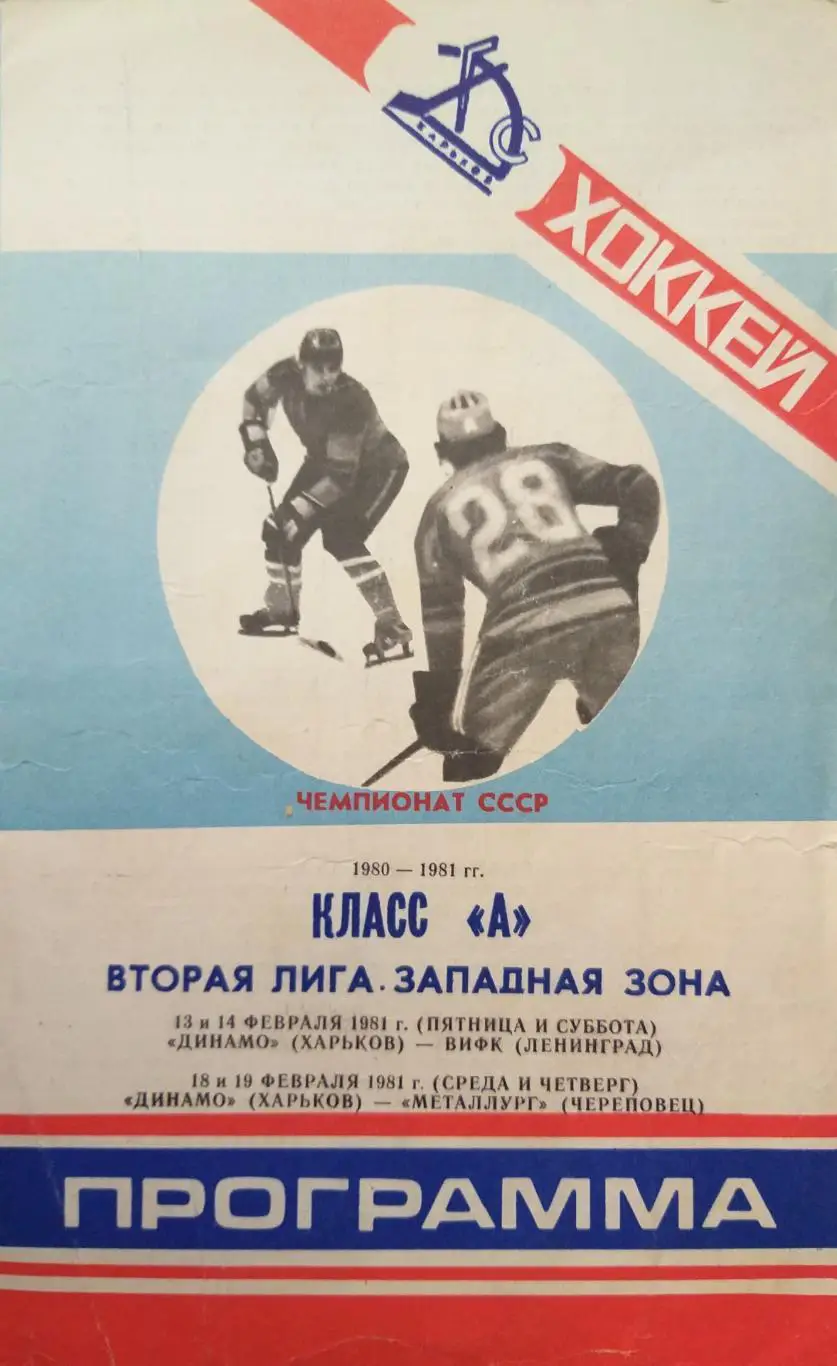 ХАРЬКОВ
С
ХОККЕЙ
28
ЧЕМПИОНАТ СССР
1980 — 1981 гг.
КЛАСС «А»
ВТОРАЯ ЛИГА. ЗАПАДНАЯ ЗОНА
13 и 14 ФЕВРАЛЯ 1981 г. (ПЯТНИЦА И СУББОТА)
«ДИНАМО» (ХАРЬКОВ) — ВИФК (ЛЕНИНГРАД)
18 и 19 ФЕВРАЛЯ 1981 г. (СРЕДА И ЧЕТВЕРГ)
«ДИНАМО» (ХАРЬКОВ) — «МЕТАЛЛУРГ» (ЧЕРЕПОВЕЦ)
ПРОГРАММА